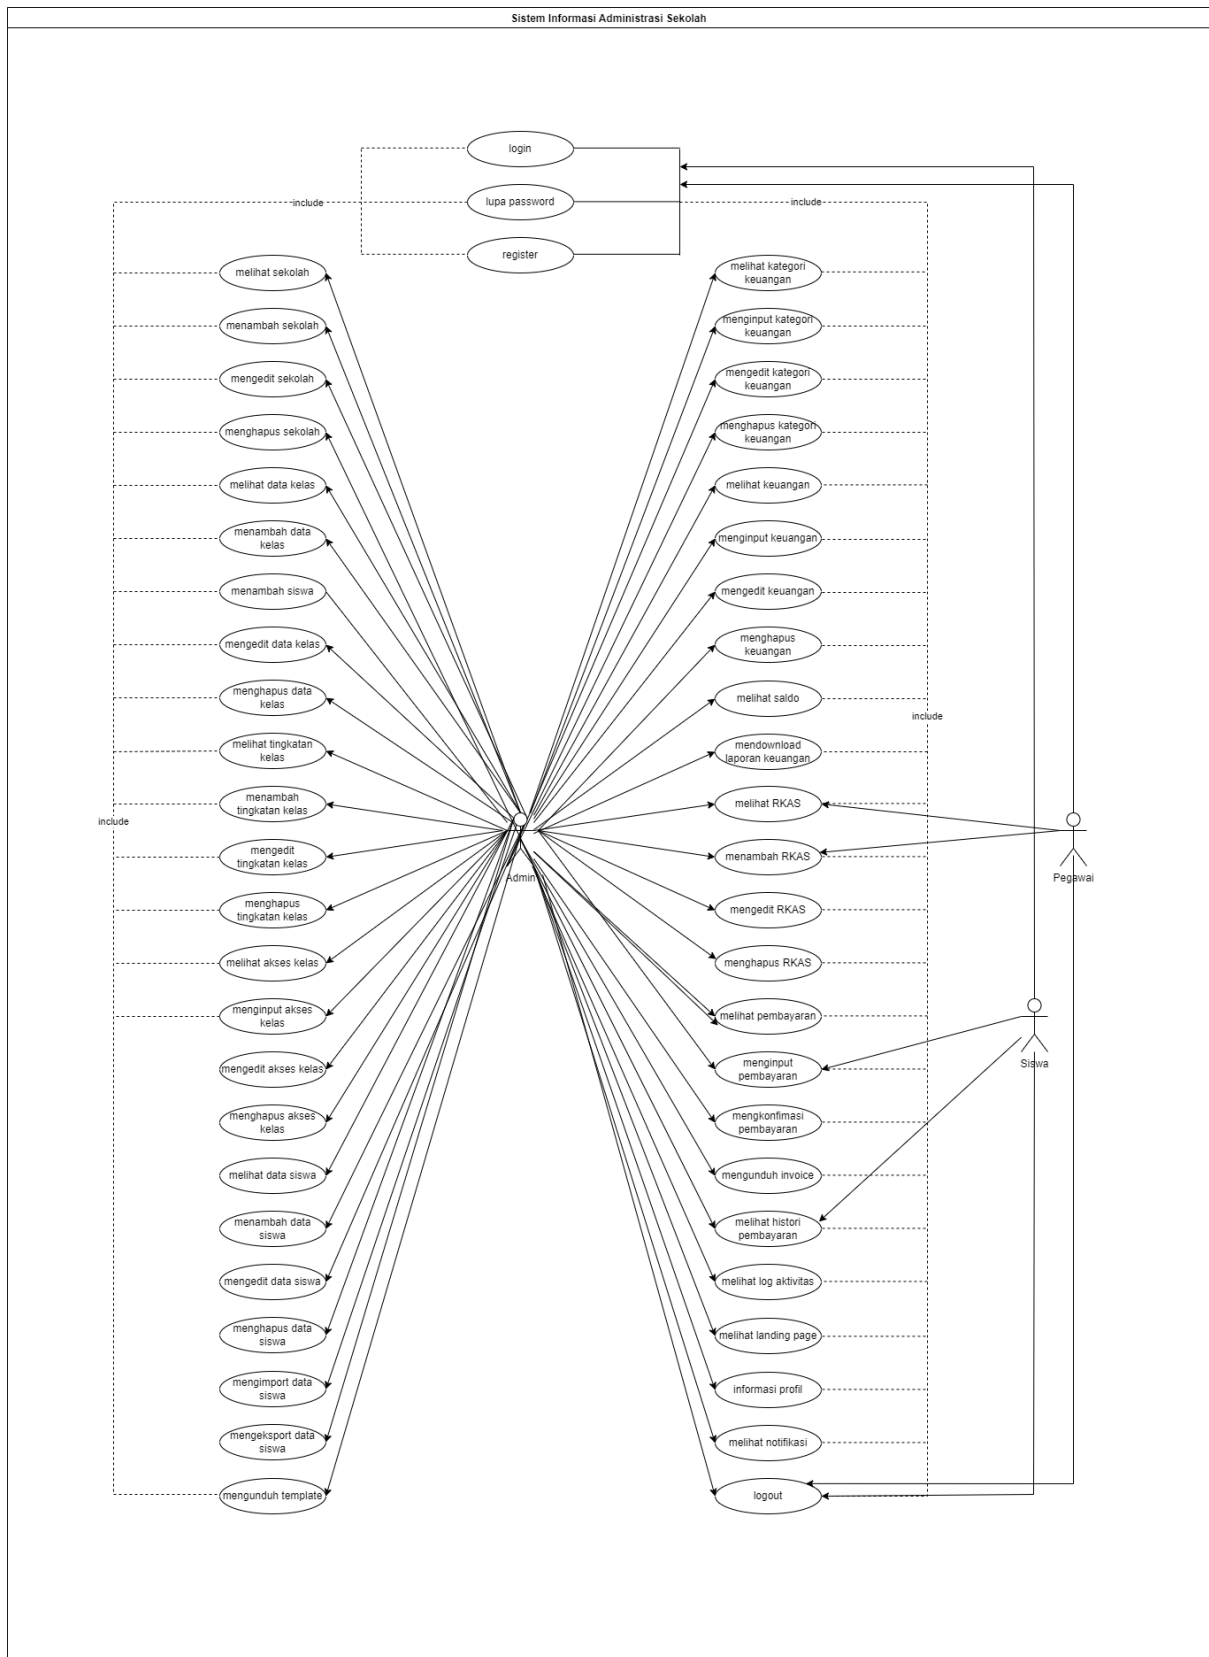 Sistem Informasi Administrasi Sekolah
login
include
lupa password
include
register
melihat sekolah
menambah sekolah
mengedit sekolah
menghapus sekolah
melihat data kelas
menambah data
kelas
menambah siswa
mengedit data kelas
menghapus data
kelas
melihat tingkatan
kelas
menambah
tingkatan kelas
include
mengedit
tingkatan kelas
menghapus
tingkatan kelas
melihat akses kelas
menginput akses
kelas
mengedit akses kelas
menghapus akses
kelas
melihat data siswa
menambah data
siswa
mengedit data siswa
menghapus data
siswa
mengimport data
siswa
mengeksport data
siswa
mengunduh template
Admin
melihat kategori
keuangan
menginput kategori
keuangan
mengedit kategori
keuangan
menghapus kategori
keuangan
melihat keuangan
menginput keuangan
mengedit keuangan
menghapus
keuangan
melihat saldo
include
mendownload
laporan keuangan
melihat RKAS
menambah RKAS
mengedit RKAS
menghapus RKAS
melihat pembayaran
menginput
pembayaran
mengkonfimasi
pembayaran
mengunduh invoice
melihat histori
pembayaran
melihat log aktivitas
melihat landing page
informasi profil
melihat notifikasi
logout
Pegawai
Siswa